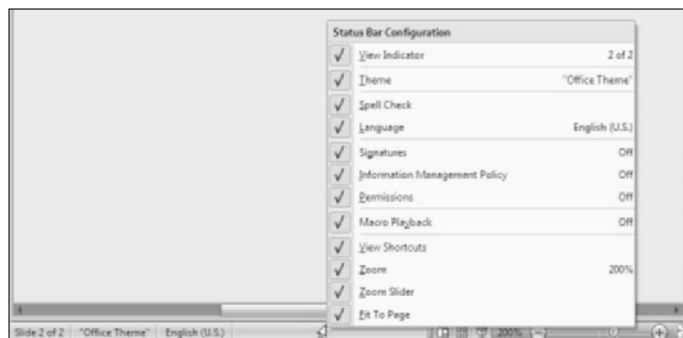 Status Bar Configuration
View Indicator 2 of 2
Theme "Office Theme"
Spell Check
Language English (U.S.)
Signatures Off
Information Management Policy Off
Permissions Off
Macro Playback Off
View Shortcuts
Zoom 200%
Zoom Slider
Fit To Page
Slide 2 of 2 "Office Theme" English (U.S.) 200%